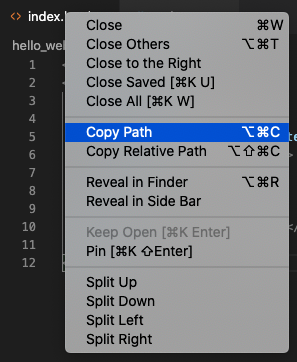 index.h
Close ⌘W
Close Others ⌥⌘T
Close to the Right
Close Saved [⌘K U]
Close All [⌘K W]
Copy Path ⌥⌘C
Copy Relative Path ⌥⇧⌘C
Reveal in Finder ⌥⌘R
Reveal in Side Bar
Keep Open [⌘K Enter]
Pin [⌘K ⇧Enter]
Split Up
Split Down
Split Left
Split Right
hello_we
1
2
3
4
5
6
7
8
9
10
11
12